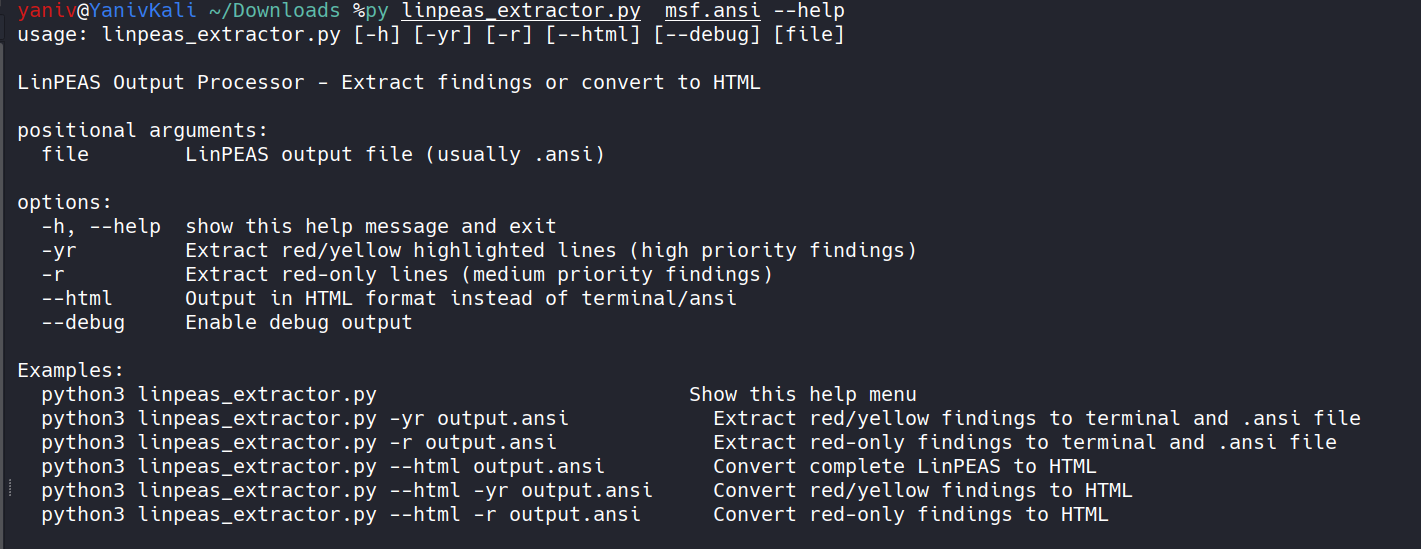 yaniv@YanivKali ~/Downloads %py linpeas_extractor.py  msf.ansi --help
usage: linpeas_extractor.py [-h] [-yr] [-r] [--html] [--debug] [file]

LinPEAS Output Processor - Extract findings or convert to HTML

positional arguments:
  file        LinPEAS output file (usually .ansi)

options:
  -h, --help  show this help message and exit
  -yr         Extract red/yellow highlighted lines (high priority findings)
  -r          Extract red-only lines (medium priority findings)
  --html      Output in HTML format instead of terminal/ansi
  --debug     Enable debug output

Examples:
  python3 linpeas_extractor.py                          Show this help menu
  python3 linpeas_extractor.py -yr output.ansi            Extract red/yellow findings to terminal and .ansi file
  python3 linpeas_extractor.py -r output.ansi             Extract red-only findings to terminal and .ansi file
  python3 linpeas_extractor.py --html output.ansi         Convert complete LinPEAS to HTML
  python3 linpeas_extractor.py --html -yr output.ansi     Convert red/yellow findings to HTML
  python3 linpeas_extractor.py --html -r output.ansi      Convert red-only findings to HTML